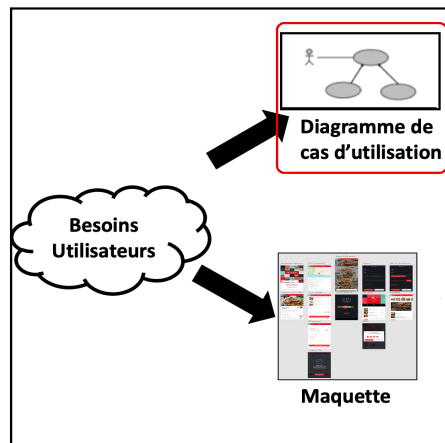 Diagramme de
cas d'utilisation
Besoins
Utilisateurs
Maquette